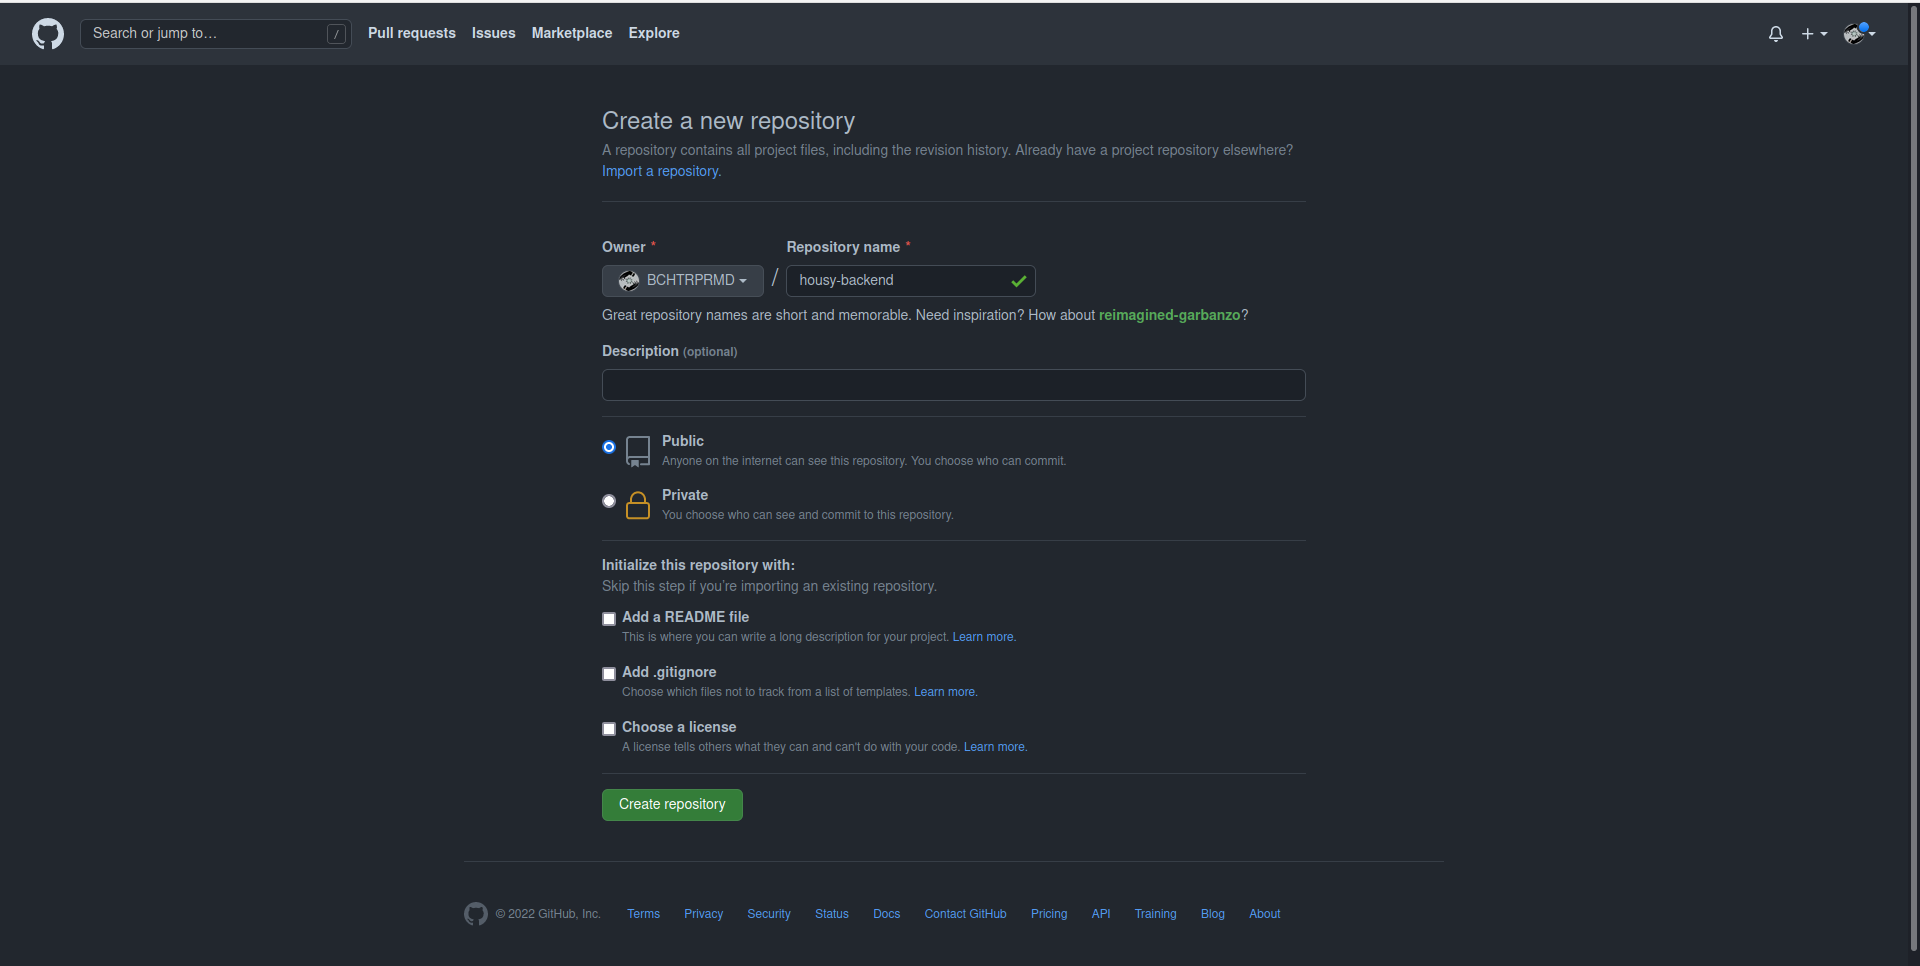 Search or jump to… /
Pull requests Issues Marketplace Explore
Create a new repository
A repository contains all project files, including the revision history. Already have a project repository elsewhere?
Import a repository.
Owner * Repository name *
BCHTRPRMD / housy-backend
Great repository names are short and memorable. Need inspiration? How about reimagined-garbanzo?
Description (optional)
Public
Anyone on the internet can see this repository. You choose who can commit.
Private
You choose who can see and commit to this repository.
Initialize this repository with:
Skip this step if you’re importing an existing repository.
Add a README file
This is where you can write a long description for your project. Learn more.
Add .gitignore
Choose which files not to track from a list of templates. Learn more.
Choose a license
A license tells others what they can and can't do with your code. Learn more.
Create repository
© 2022 GitHub, Inc. Terms Privacy Security Status Docs Contact GitHub Pricing API Training Blog About